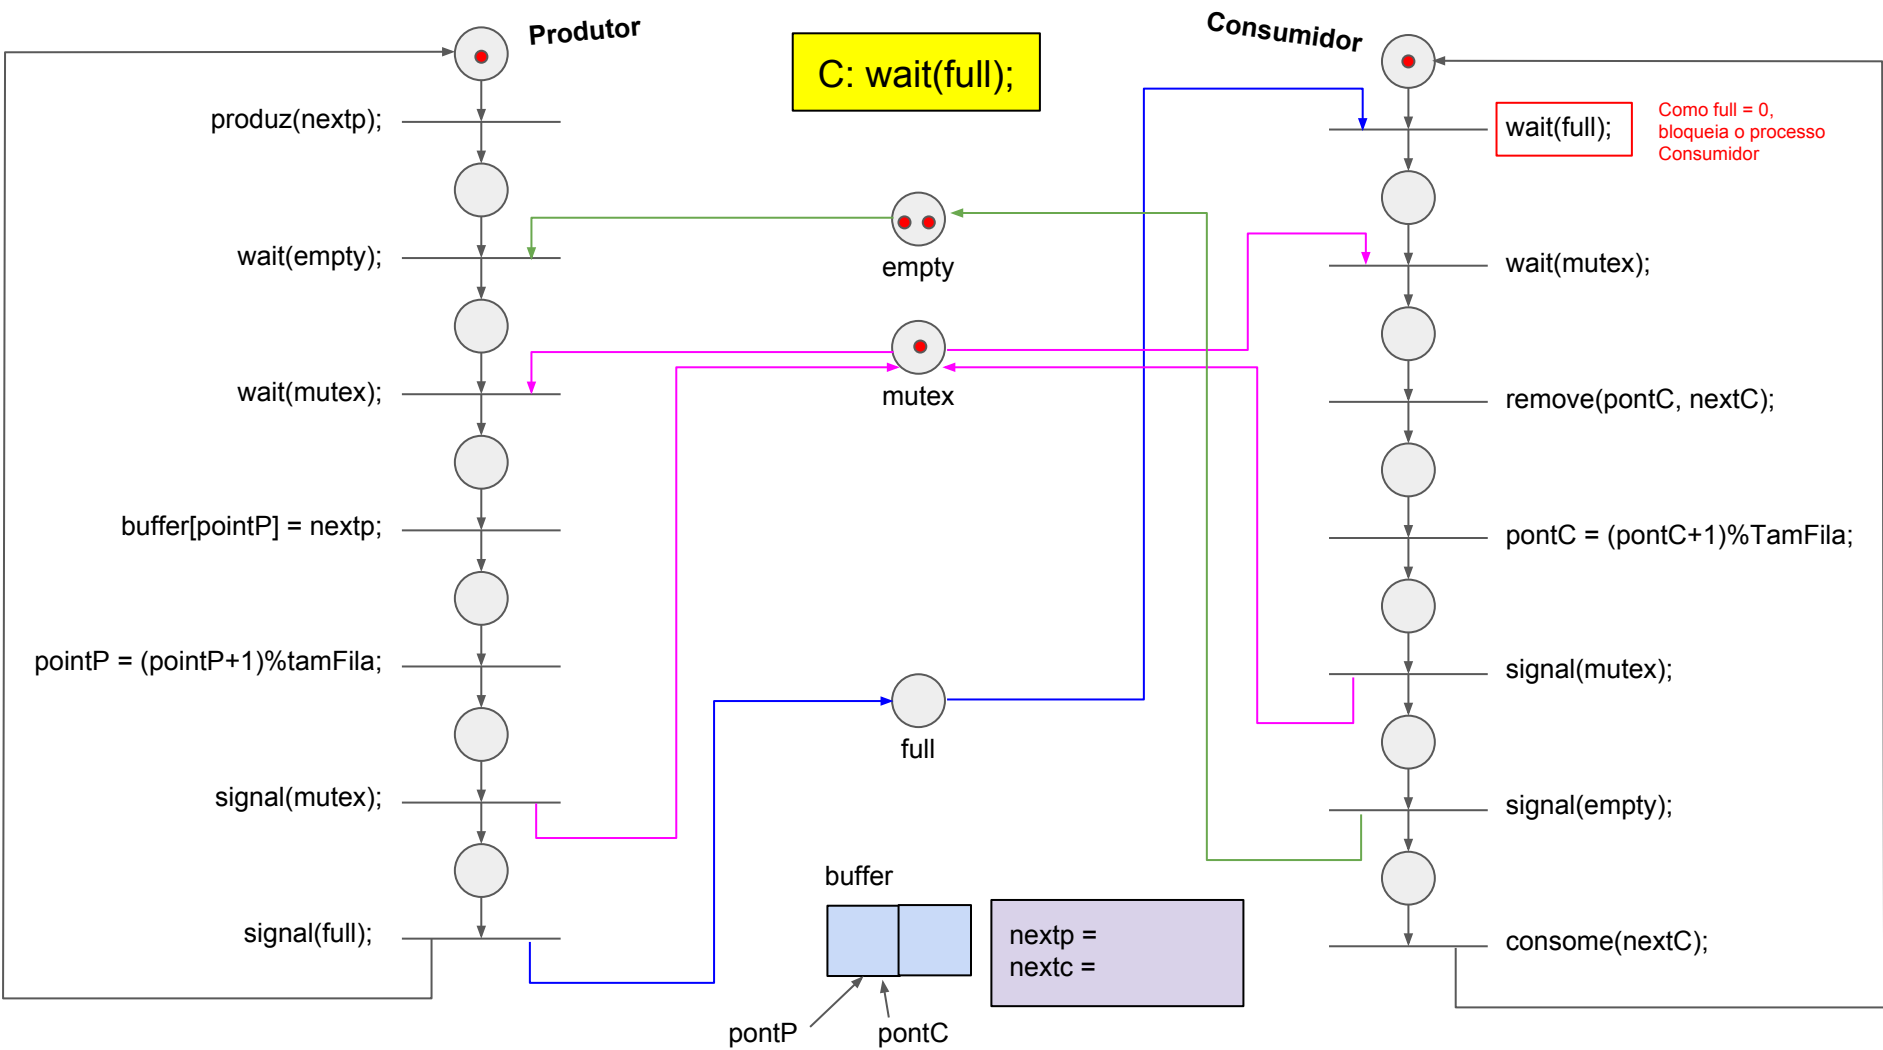 Produtor
Consumidor
C: wait(full);
produz(nextp);
wait(empty);
wait(mutex);
buffer[pointP] = nextp;
pointP = (pointP+1)%tamFila;
signal(mutex);
signal(full);
empty
mutex
full
wait(full);
Como full = 0,
bloqueia o processo
Consumidor
wait(mutex);
remove(pontC, nextC);
pontC = (pontC+1)%TamFila;
signal(mutex);
signal(empty);
consome(nextC);
buffer
nextp =
nextc =
pontP
pontC